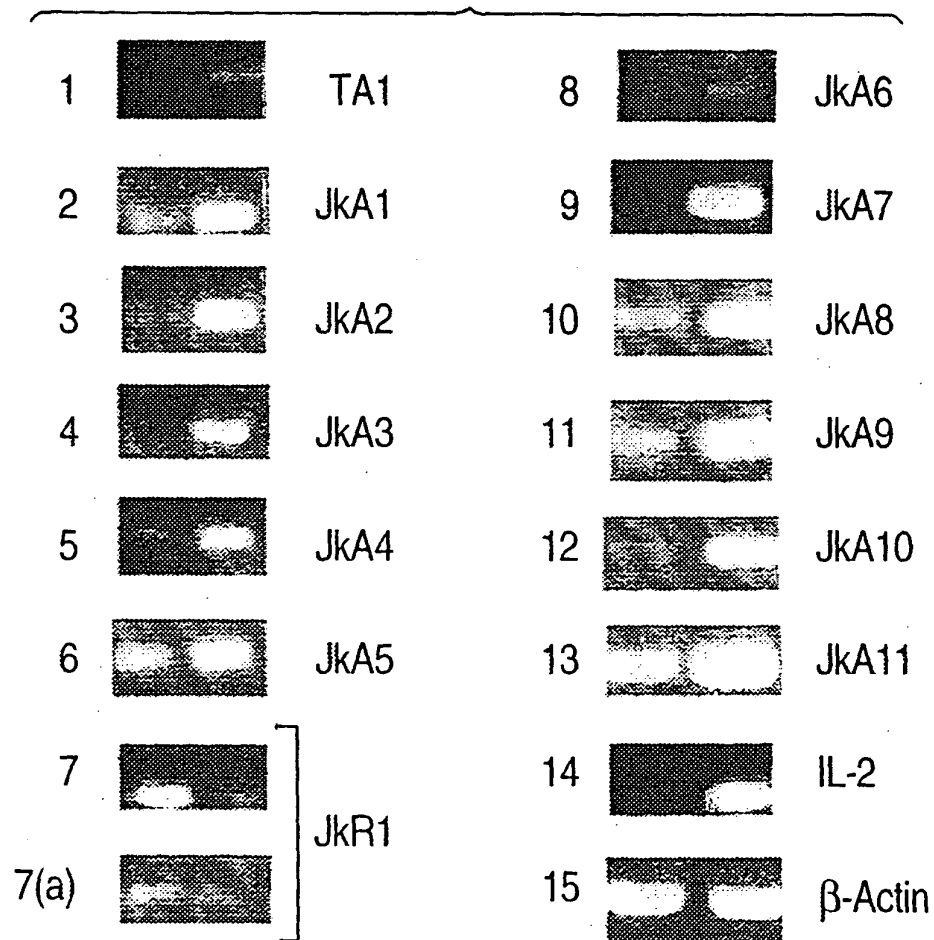 1 TA1
2 JkA1
3 JkA2
4 JkA3
5 JkA4
6 JkA5
7
JkR1
7(a)
8 JkA6
9 JkA7
10 JkA8
11 JkA9
12 JkA10
13 JkA11
14 IL-2
15 β-Actin